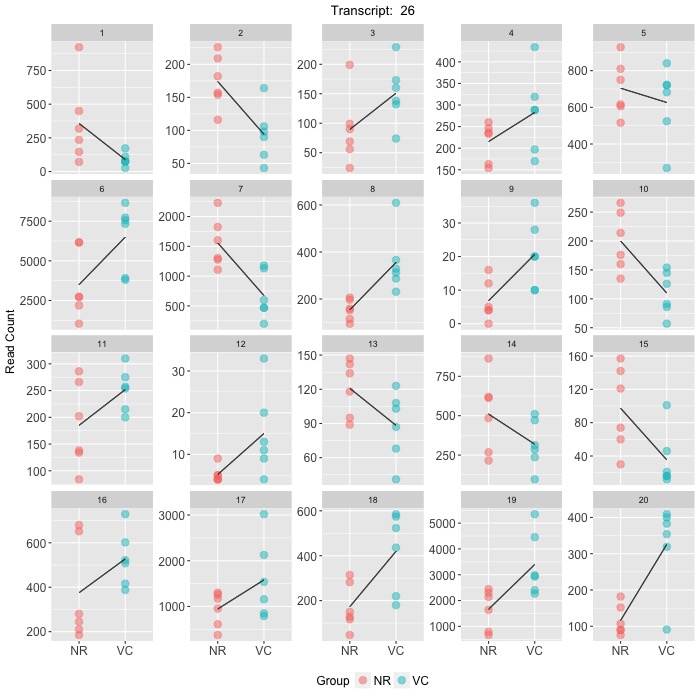 Transcript: 26
1 2 3 4 5
750 500 250 0
200 150 100 50
200 150 100 50
400 350 300 250 200 150
800 600 400
6 7 8 9 10
7500 5000 2500
2000 1500 1000 500
600 400 200
30 20 10 0
250 200 150 100 50
Read Count
11 12 13 14 15
300 250 200 150 100
30 20 10
150 120 90 60
750 500 250
160 120 80 40
16 17 18 19 20
600 400 200
3000 2000 1000
600 400 200
5000 4000 3000 2000 1000
400 300 200 100
NR VC NR VC NR VC NR VC NR VC
Group NR VC